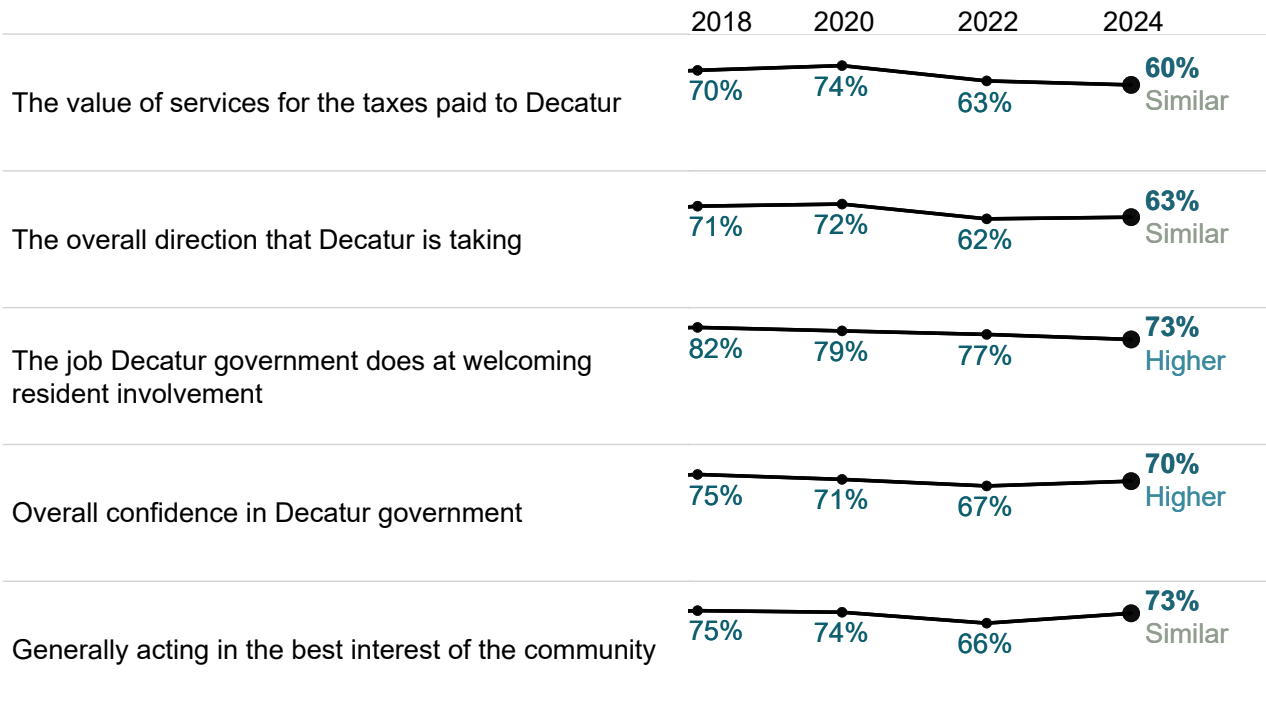 2018 2020 2022 2024
The value of services for the taxes paid to Decatur
70% 74% 63% 60%
Similar
The overall direction that Decatur is taking
71% 72% 62% 63%
Similar
The job Decatur government does at welcoming
resident involvement
82% 79% 77% 73%
Higher
Overall confidence in Decatur government
75% 71% 67% 70%
Higher
Generally acting in the best interest of the community
75% 74% 66% 73%
Similar